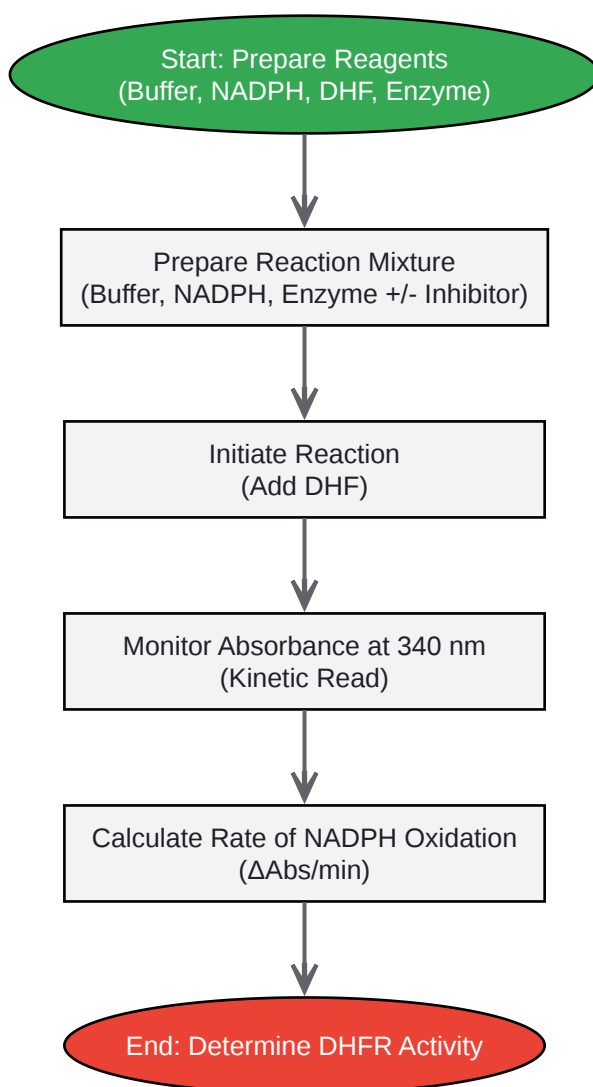 Start: Prepare Reagents
(Buffer, NADPH, DHF, Enzyme)
Prepare Reaction Mixture
(Buffer, NADPH, Enzyme +/- Inhibitor)
Initiate Reaction
(Add DHF)
Monitor Absorbance at 340 nm
(Kinetic Read)
Calculate Rate of NADPH Oxidation
(ΔAbs/min)
End: Determine DHFR Activity